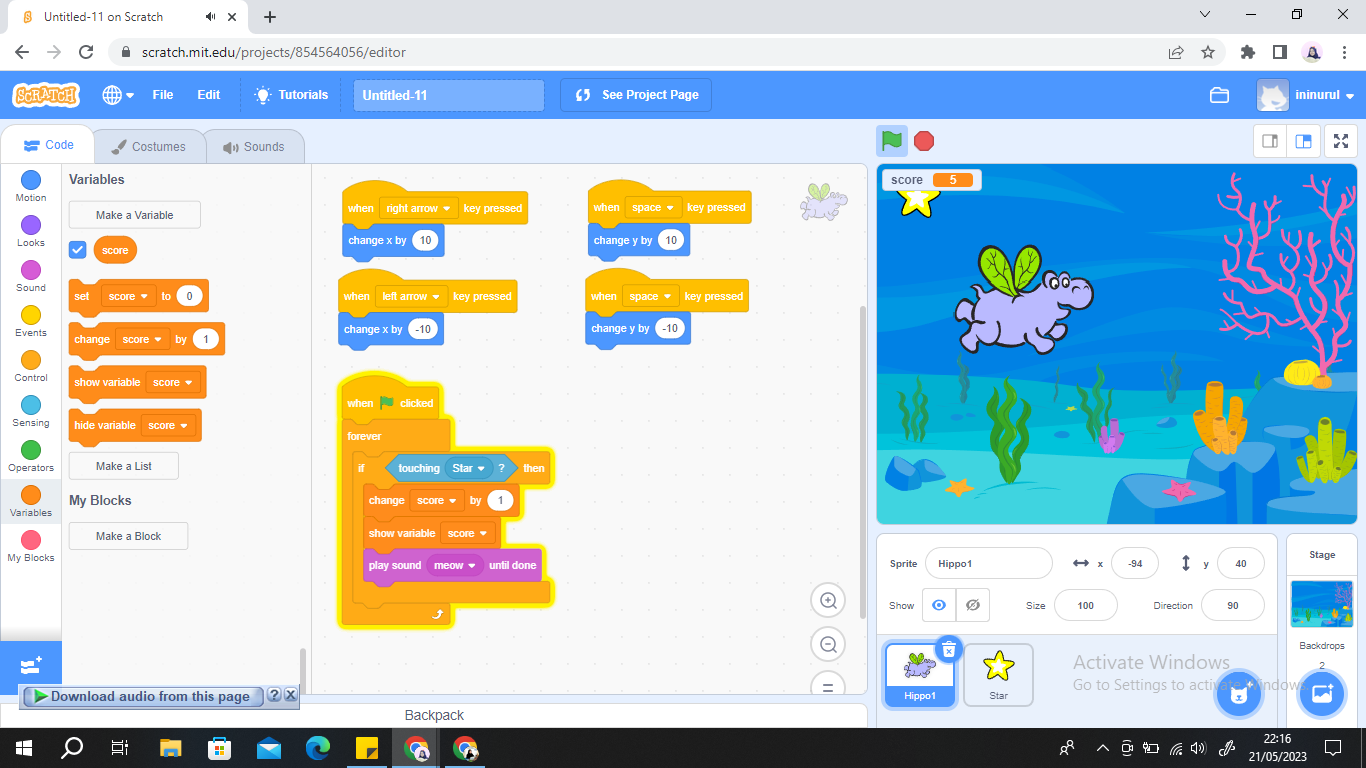 Untitled-11 on Scratch
scratch.mit.edu/projects/854564056/editor
SCRATCH
File
Edit
Tutorials
Untitled-11
See Project Page
ininurul
Code
Costumes
Sounds
Motion
Looks
Sound
Events
Control
Sensing
Operators
Variables
My Blocks
Variables
Make a Variable
score
set score to 0
change score by 1
show variable score
hide variable score
Make a List
My Blocks
Make a Block
when right arrow key pressed
change x by 10
when space key pressed
change y by 10
when left arrow key pressed
change x by -10
when space key pressed
change y by -10
when clicked
forever
if touching Star ? then
change score by 1
show variable score
play sound meow until done
score 5
Sprite Hippo1 x -94 y 40
Show Size 100 Direction 90
Hippo1
Star
Stage
Backdrops
2
Activate Windows
Go to Settings to activate Windows.
Download audio from this page ? X
Backpack
22:16
21/05/2023